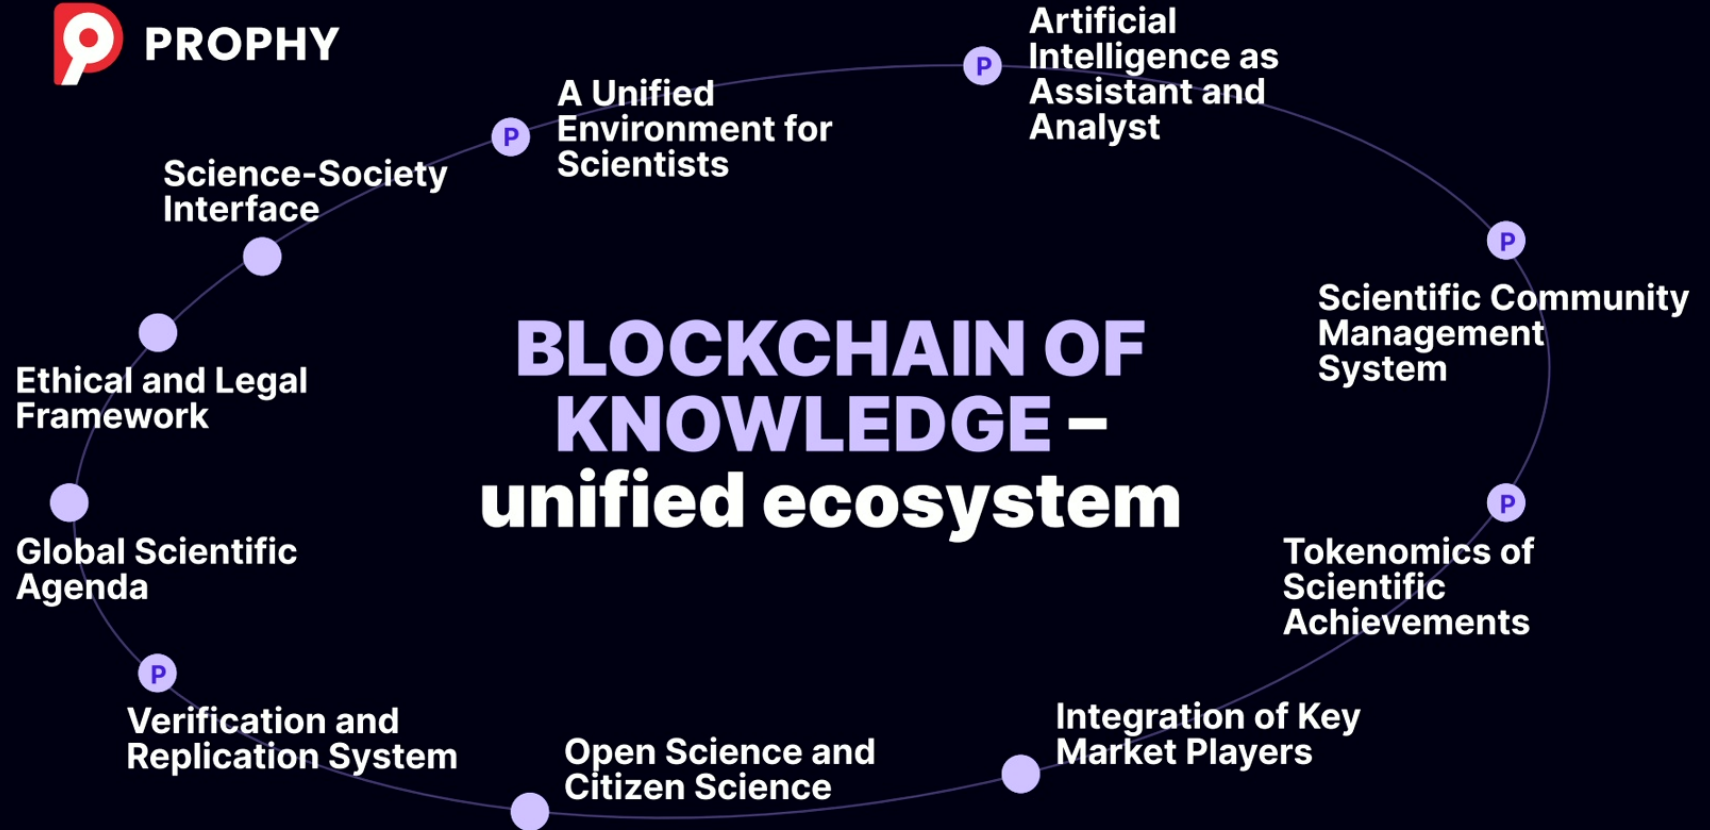 PROPHY
Artificial
Intelligence as
Assistant and
Analyst
P
A Unified
Environment for
Scientists
P
Science-Society
Interface
P
Scientific Community
Management
System
BLOCKCHAIN OF
KNOWLEDGE –
unified ecosystem
Ethical and Legal
Framework
P
Tokenomics of
Scientific
Achievements
Global Scientific
Agenda
P
Verification and
Replication System
Integration of Key
Market Players
Open Science and
Citizen Science